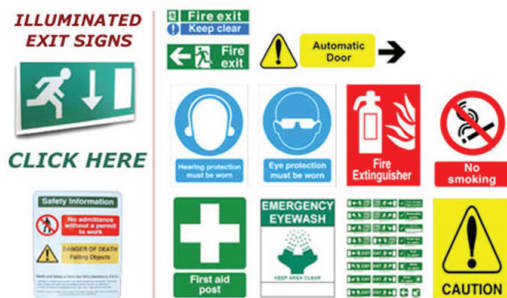 ILLUMINATED
EXIT SIGNS
CLICK HERE
Safety Information
No admittance
without a permit
to work
DANGER OF DEATH
Falling Objects
Fire exit
Keep clear
Fire
exit
Automatic
Door
Hearing protection
must be worn
Eye protection
must be worn
Fire
Extinguisher
No
smoking
First aid
post
EMERGENCY
EYEWASH
KEEP AREA CLEAR
CAUTION